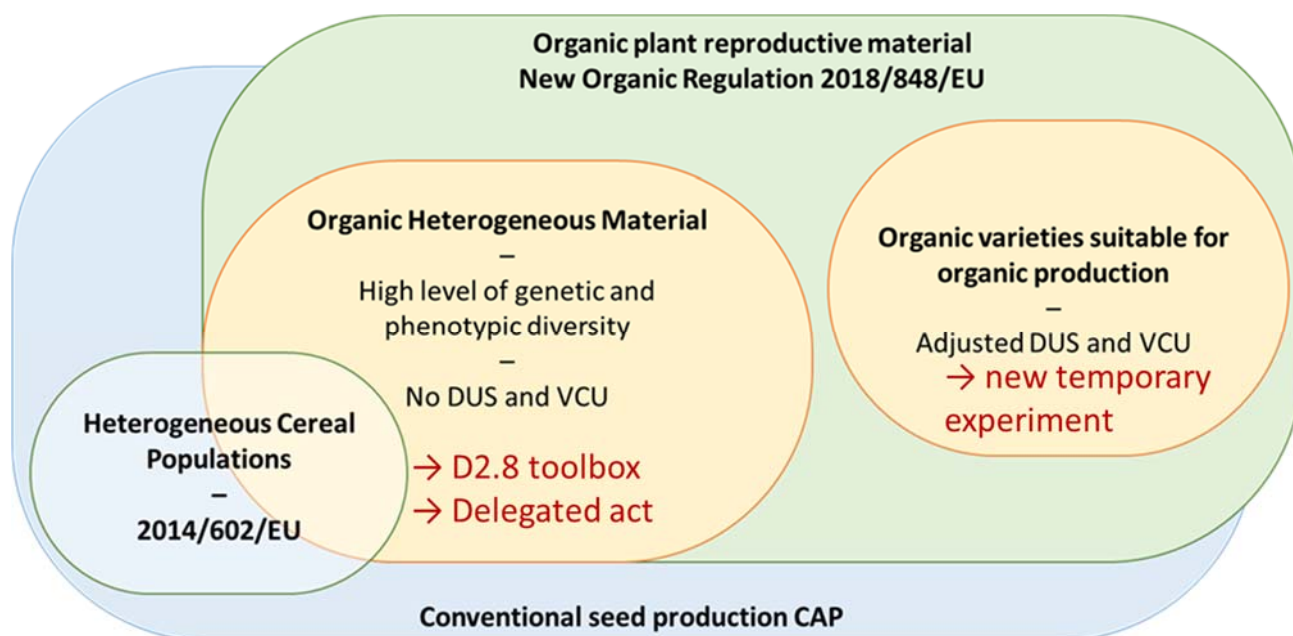 Organic plant reproductive material
New Organic Regulation 2018/848/EU
Organic Heterogeneous Material
–
High level of genetic and
phenotypic diversity
–
No DUS and VCU
→ D2.8 toolbox
→ Delegated act
Organic varieties suitable for
organic production
–
Adjusted DUS and VCU
→ new temporary
experiment
Heterogeneous Cereal
Populations
–
2014/602/EU
Conventional seed production CAP